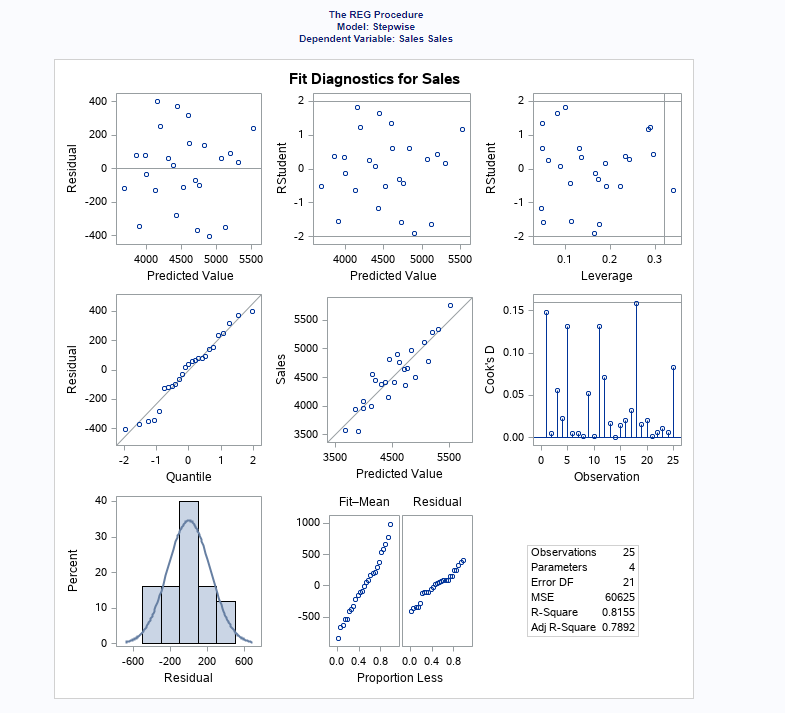 The REG Procedure
Model: Stepwise
Dependent Variable: Sales Sales
Fit Diagnostics for Sales
400
200
0
-200
-400
Residual
4000 4500 5000 5500
Predicted Value
2
1
0
-1
-2
RStudent
4000 4500 5000 5500
Predicted Value
2
1
0
-1
-2
RStudent
0.1 0.2 0.3
Leverage
400
200
0
-200
-400
Residual
-2 -1 0 1 2
Quantile
5500
5000
4500
4000
3500
Sales
3500 4500 5500
Predicted Value
0.15
0.10
0.05
0.00
Cook's D
0 5 10 15 20 25
Observation
40
30
20
10
0
Percent
-600 -200 200 600
Residual
Fit–Mean Residual
1000
500
0
-500
0.0 0.4 0.8 0.0 0.4 0.8
Proportion Less
Observations 25
Parameters 4
Error DF 21
MSE 60625
R-Square 0.8155
Adj R-Square 0.7892